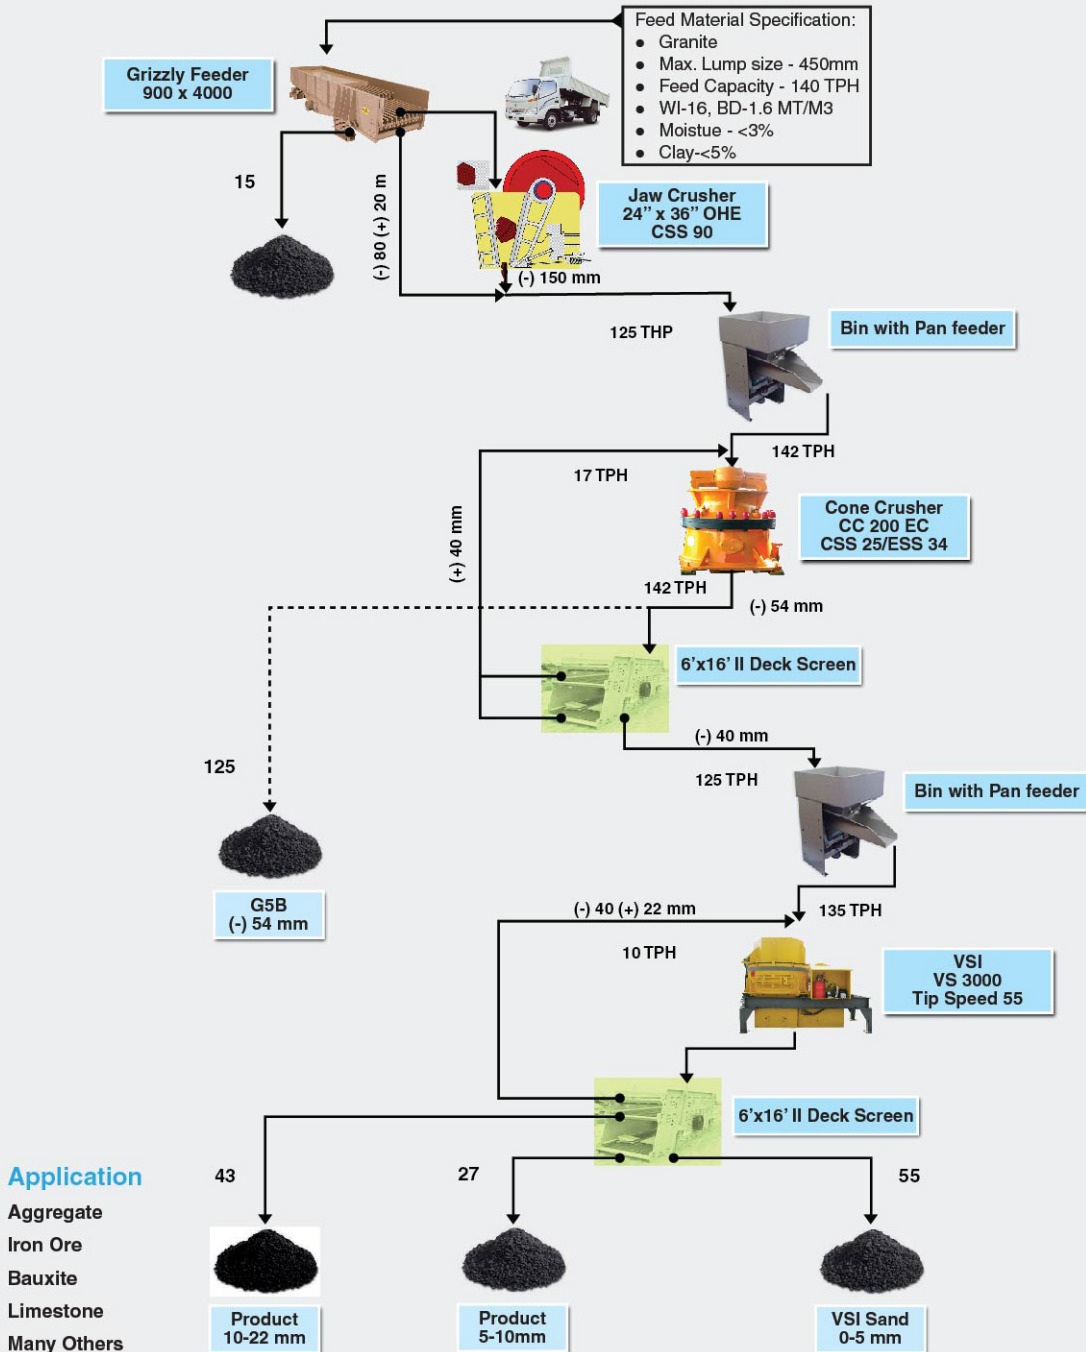 Feed Material Specification:
● Granite
● Max. Lump size - 450mm
● Feed Capacity - 140 TPH
● WI-16, BD-1.6 MT/M3
● Moistue - <3%
● Clay-<5%
Grizzly Feeder
900 x 4000
15
(-) 80 (+) 20 m
Jaw Crusher
24” x 36” OHE
CSS 90
(-) 150 mm
125 THP
Bin with Pan feeder
142 TPH
17 TPH
(+) 40 mm
Cone Crusher
CC 200 EC
CSS 25/ESS 34
142 TPH
(-) 54 mm
6’x16’ II Deck Screen
(-) 40 mm
125
125 TPH
Bin with Pan feeder
G5B
(-) 54 mm
(-) 40 (+) 22 mm
135 TPH
10 TPH
VSI
VS 3000
Tip Speed 55
6’x16’ II Deck Screen
43
27
55
Application
Aggregate
Iron Ore
Bauxite
Limestone
Many Others
Product
10-22 mm
Product
5-10mm
VSI Sand
0-5 mm